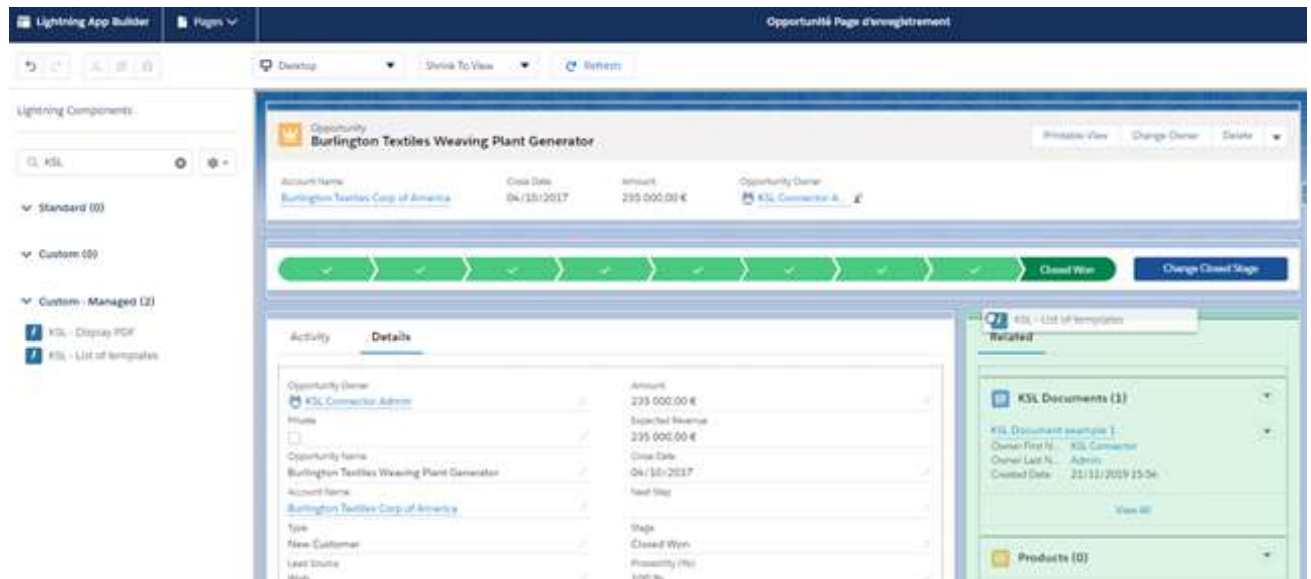 Lightning App Builder
Pages
Opportunité Page d'enregistrement
Desktop
Shrink To View
Refresh
Lightning Components
KSL
Standard (0)
Custom (0)
Custom - Managed (2)
KSL - Display PDF
KSL - List of templates
Opportunity
Burlington Textiles Weaving Plant Generator
Printable View Change Owner Delete
Account Name Close Date Amount Opportunity Owner
Burlington Textiles Corp of America 04/10/2017 235 000,00 € KSL Connector A...
Closed Won
Change Closed Stage
Activity Details
Opportunity Owner
KSL Connector Admin
Private
Opportunity Name
Burlington Textiles Weaving Plant Generator
Account Name
Burlington Textiles Corp of America
Type
New Customer
Lead Source
Web
Amount
235 000,00 €
Expected Revenue
235 000,00 €
Close Date
04/10/2017
Next Step
Stage
Closed Won
Probability (%)
100 %
KSL - List of templates
Related
KSL Documents (1)
KSL Document example 1
Owner First N... KSL Connector
Owner Last N... Admin
Created Date 21/11/2019 15:54
View All
Products (0)